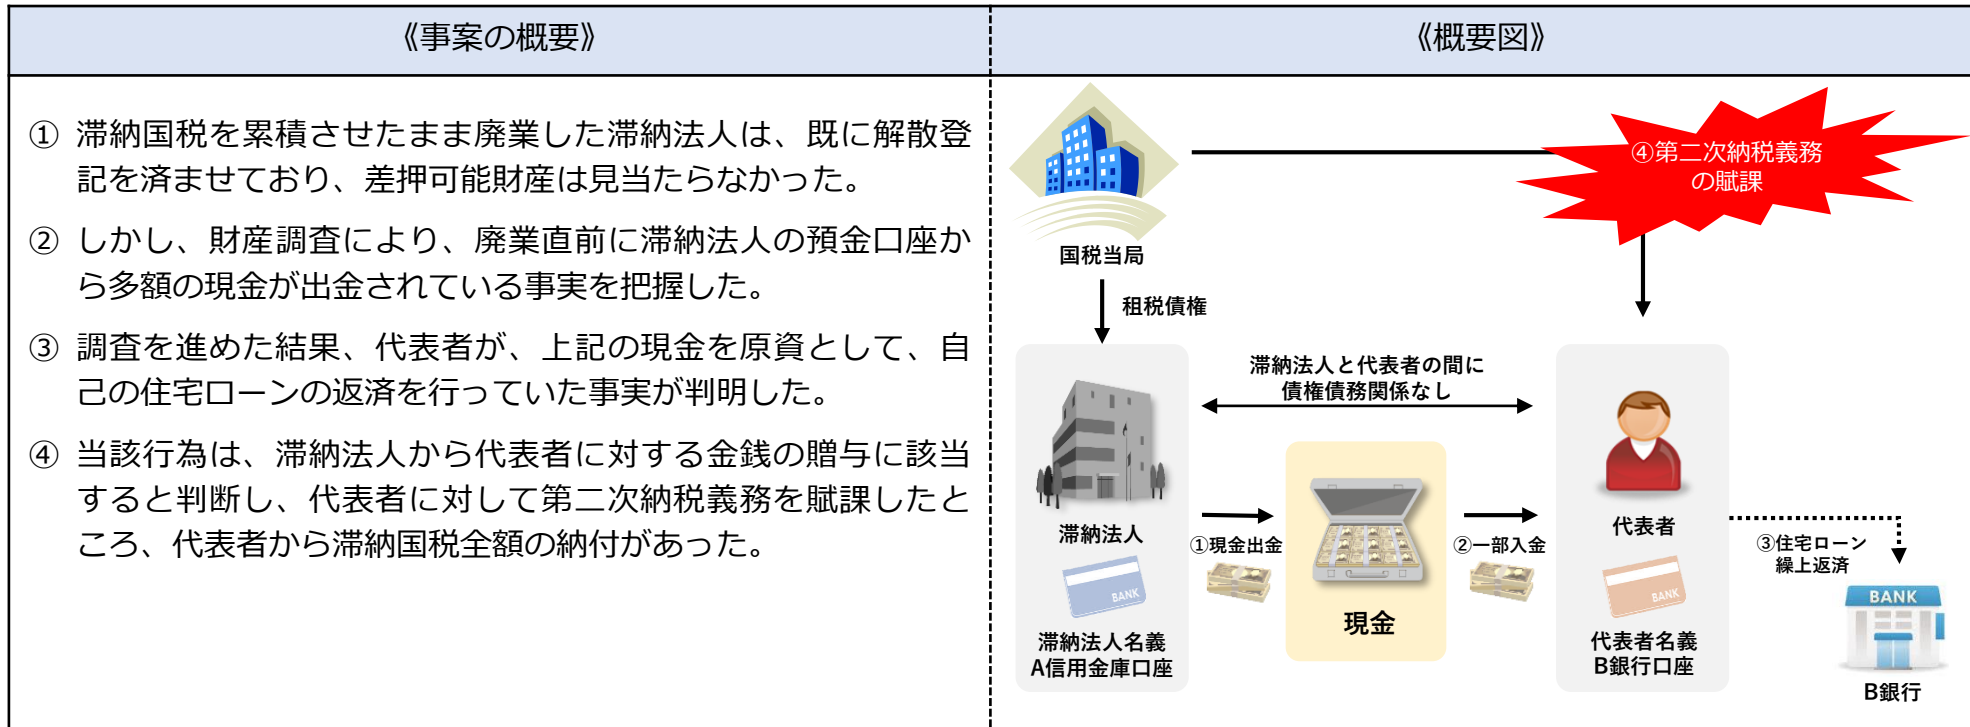 《事案の概要》
① 滞納国税を累積させたまま廃業した滞納法人は、既に解散登
記を済ませており、差押可能財産は見当たらなかった。
② しかし、財産調査により、廃業直前に滞納法人の預金口座か
ら多額の現金が出金されている事実を把握した。
③ 調査を進めた結果、代表者が、上記の現金を原資として、自
己の住宅ローンの返済を行っていた事実が判明した。
④ 当該行為は、滞納法人から代表者に対する金銭の贈与に該当
すると判断し、代表者に対して第二次納税義務を賦課したと
ころ、代表者から滞納国税全額の納付があった。
《概要図》
④第二次納税義務
の賦課
国税当局
租税債権
滞納法人と代表者の間に
債権債務関係なし
滞納法人
①現金出金
②一部入金
代表者
③住宅ローン
繰上返済
BANK
BANK
BANK
現金
滞納法人名義
A信用金庫口座
代表者名義
B銀行口座
B銀行